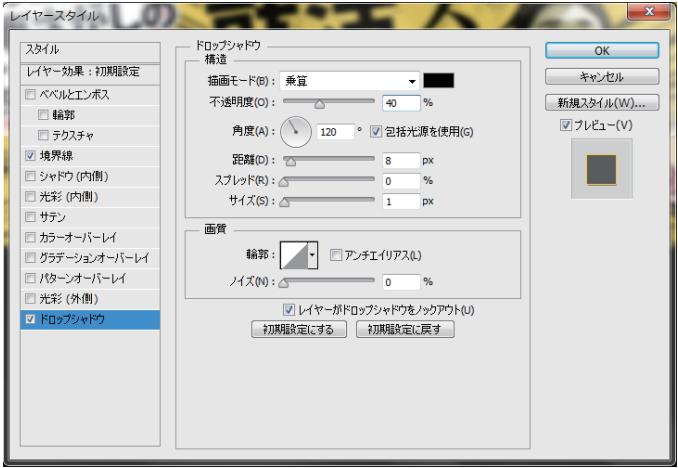 レイヤースタイル
スタイル
レイヤー効果：初期設定
ベベルとエンボス
輪郭
テクスチャ
境界線
シャドウ (内側)
光彩 (内側)
サテン
カラーオーバーレイ
グラデーションオーバーレイ
パターンオーバーレイ
光彩 (外側)
ドロップシャドウ
ドロップシャドウ
構造
描画モード(B)： 乗算
不透明度(O)： 40 %
角度(A)： 120 ° 包括光源を使用(G)
距離(D)： 8 px
スプレッド(R)： 0 %
サイズ(S)： 1 px
画質
輪郭： アンチエイリアス(L)
ノイズ(N)： 0 %
レイヤーがドロップシャドウをノックアウト(U)
初期設定にする 初期設定に戻す
OK
キャンセル
新規スタイル(W)...
プレビュー(V)